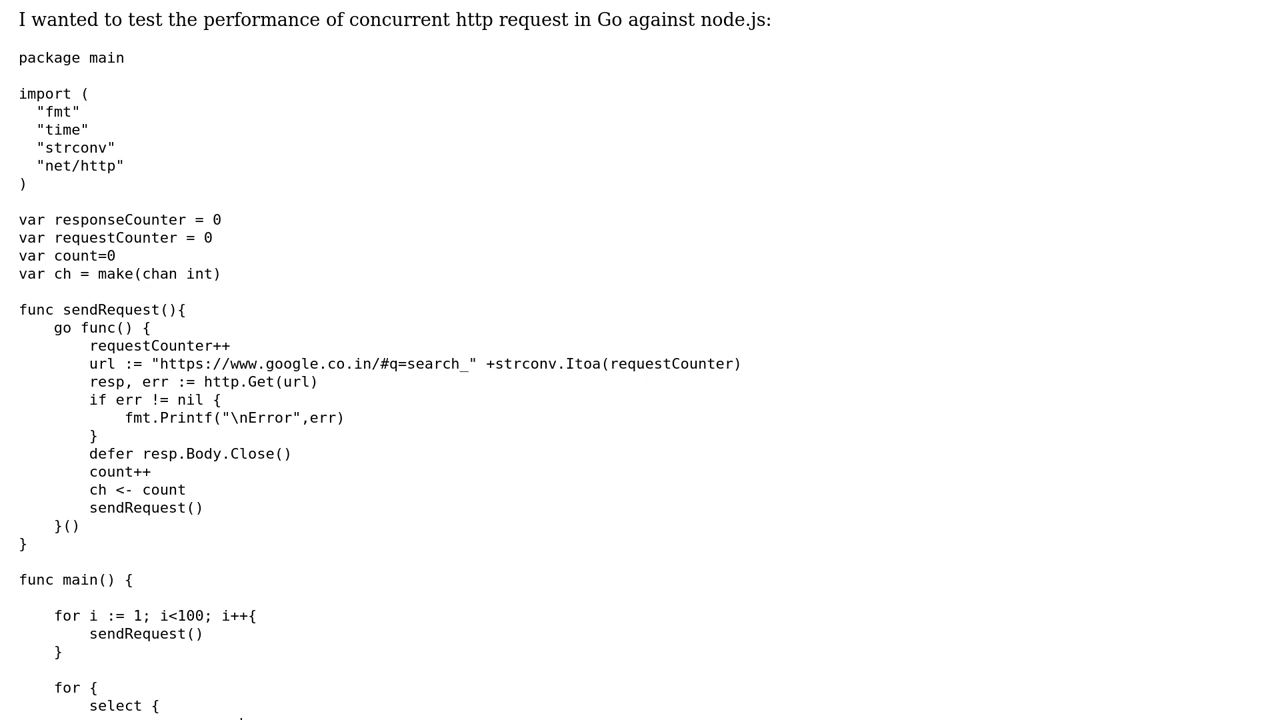 I wanted to test the performance of concurrent http request in Go against node.js:
package main
import (
  "fmt"
  "time"
  "strconv"
  "net/http"
)
var responseCounter = 0
var requestCounter = 0
var count=0
var ch = make(chan int)
func sendRequest(){
    go func() {
        requestCounter++
        url := "https://www.google.co.in/#q=search_" +strconv.Itoa(requestCounter)
        resp, err := http.Get(url)
        if err != nil {
            fmt.Printf("\nError",err)
        }
        defer resp.Body.Close()
        count++
        ch <- count
        sendRequest()
    }()
}
func main() {
    for i := 1; i<100; i++{
        sendRequest()
    }
    for {
        select {